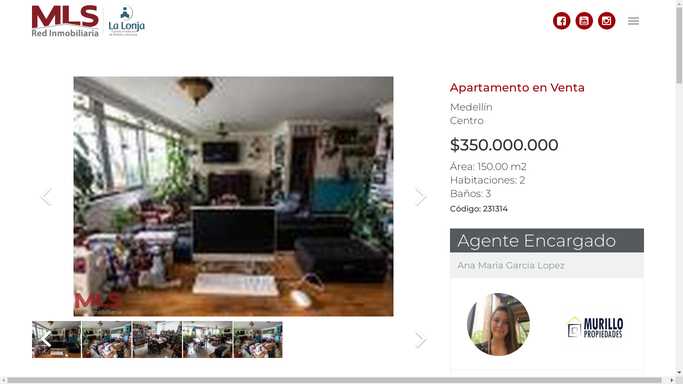 MLS
Red Inmobiliaria
La Lonja
Apartamento en Venta
Medellín
Centro
$350.000.000
Área: 150.00 m2
Habitaciones: 2
Baños: 3
Código: 231314
Agente Encargado
Ana Maria Garcia Lopez
MLS
MURILLO
PROPIEDADES